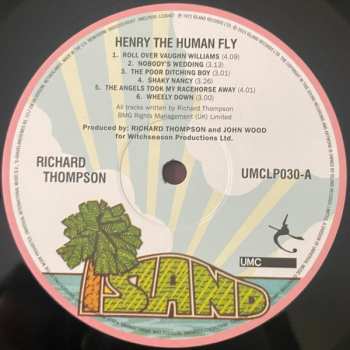 HENRY THE HUMAN FLY
1. ROLL OVER VAUGHN WILLIAMS (4.09)
2. NOBODY'S WEDDING (3.13)
3. THE POOR DITCHING BOY (3.01)
4. SHAKY NANCY (3.26)
5. THE ANGELS TOOK MY RACEHORSE AWAY (4.01)
6. WHEELY DOWN (3.00)
All tracks written by Richard Thompson
BMG Rights Management (UK) Limited
Produced by: RICHARD THOMPSON and JOHN WOOD
for Witchseason Productions Ltd.
RICHARD
THOMPSON
UMCLP030-A
ISLAND
UMC